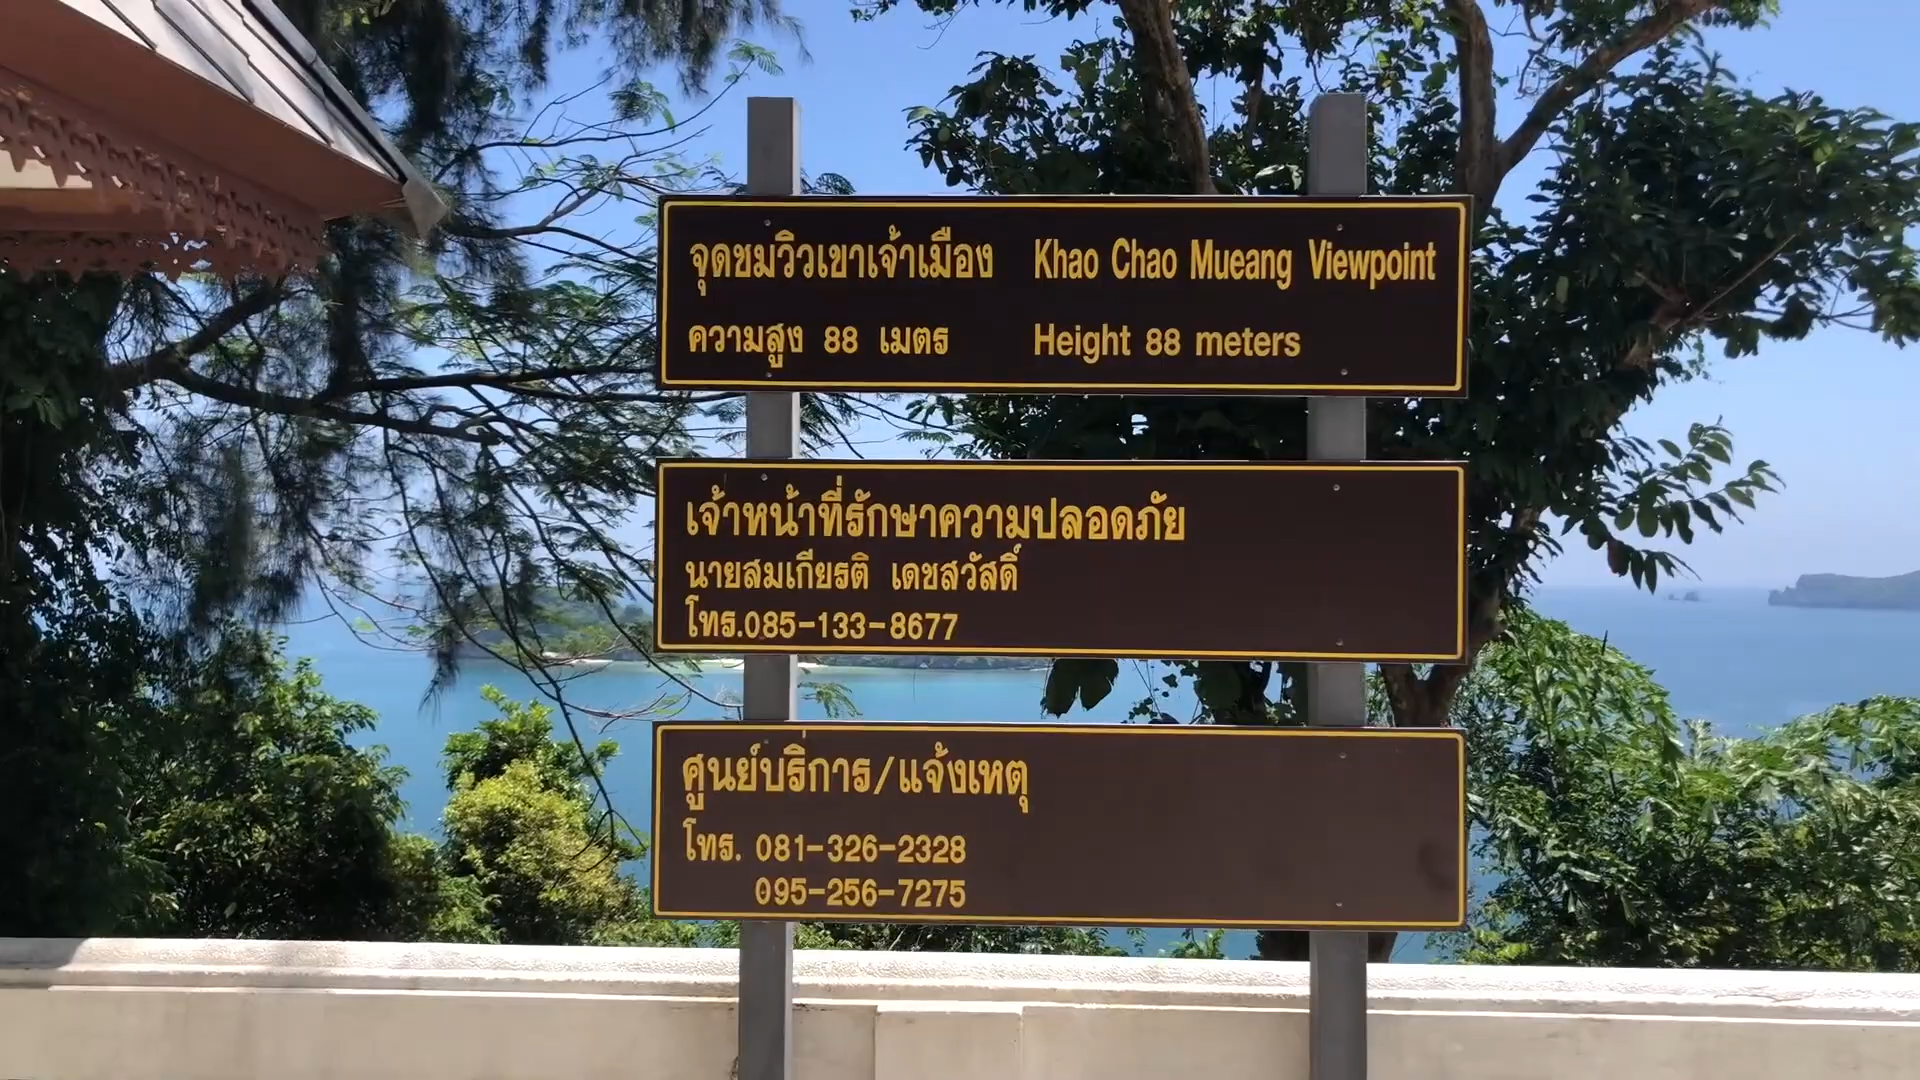 จุดชมวิวเขาเจ้าเมือง Khao Chao Mueang Viewpoint
ความสูง 88 เมตร Height 88 meters
เจ้าหน้าที่รักษาความปลอดภัย
นายสมเกียรติ เดชสวัสดิ์
โทร.085-133-8677
ศูนย์บริการ/แจ้งเหตุ
โทร. 081-326-2328
095-256-7275